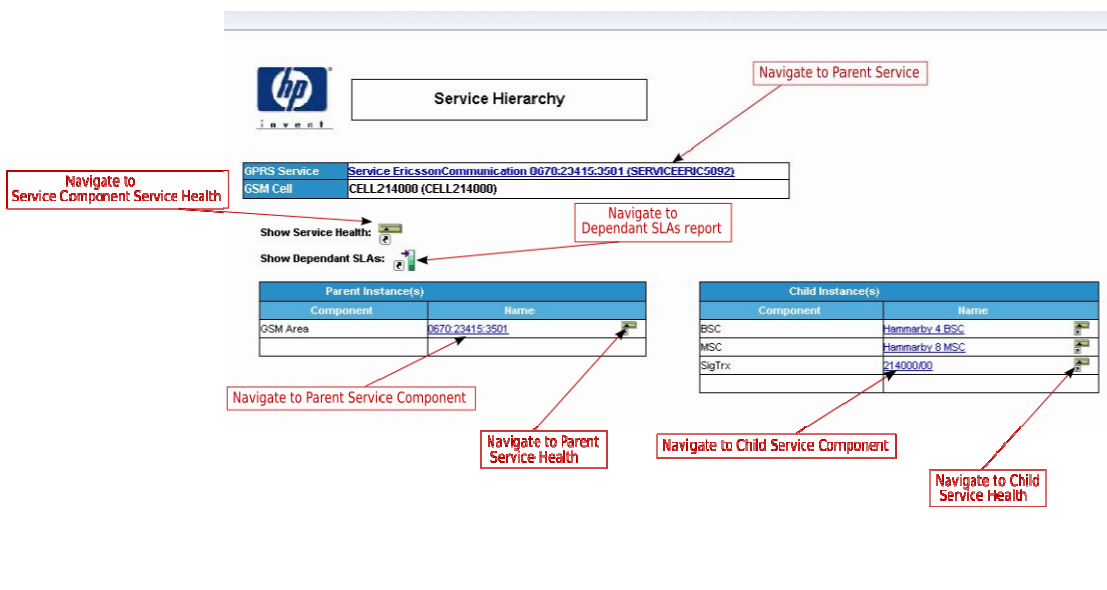 Navigate to Parent Service
hp
invent
Service Hierarchy
GPRS Service Service EricssonCommunication 0670:23415:3501 (SERVICEERIC5092)
GSM Cell CELL214000 (CELL214000)
Navigate to
Service Component Service Health
Navigate to
Dependant SLAs report
Show Service Health:
Show Dependant SLAs:
Parent Instance(s)
Component Name
GSM Area 0670:23415:3501
Child Instance(s)
Component Name
BSC Hammarby 4 BSC
MSC Hammarby 8 MSC
SigTrx 214000/00
Navigate to Parent Service Component
Navigate to Parent
Service Health
Navigate to Child Service Component
Navigate to Child
Service Health